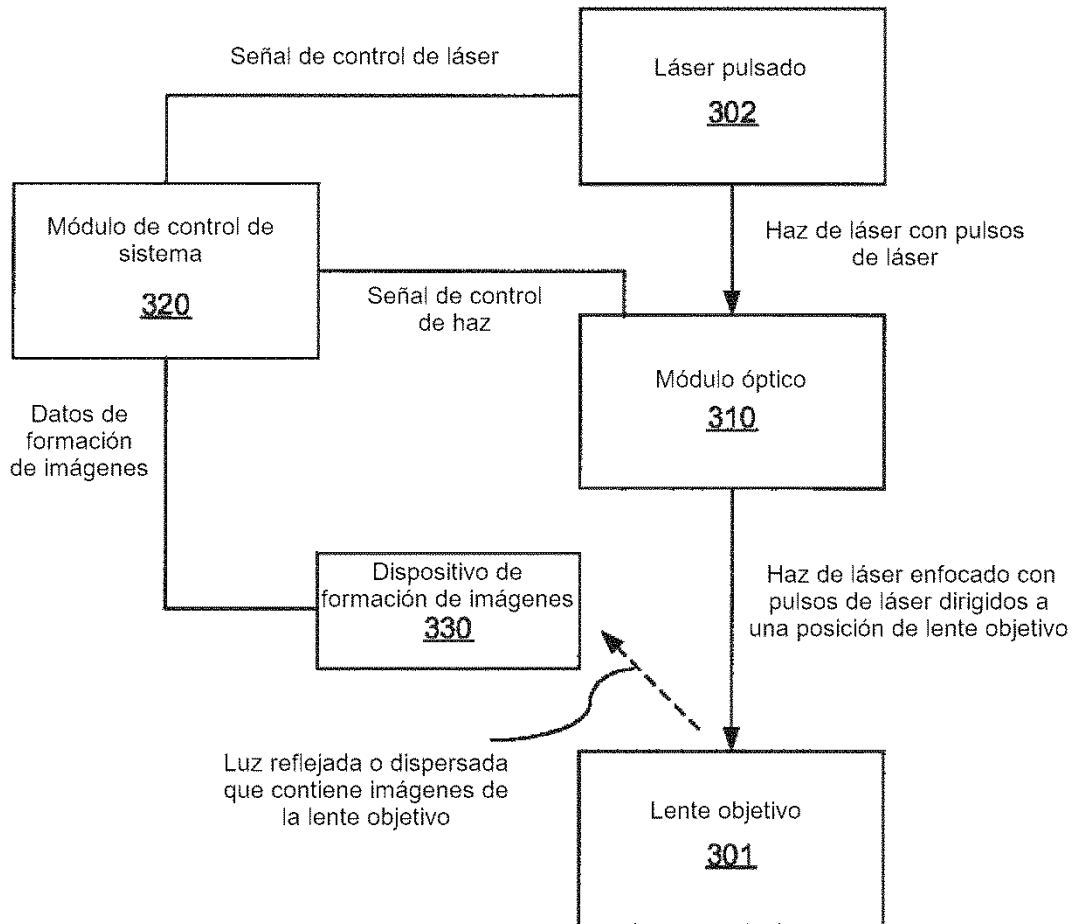 Señal de control de láser
Láser pulsado
302
Módulo de control de
sistema
320
Haz de láser con pulsos
de láser
Señal de control
de haz
Módulo óptico
310
Datos de
formación
de imágenes
Dispositivo de
formación de imágenes
330
Haz de láser enfocado con
pulsos de láser dirigidos a
una posición de lente objetivo
Luz reflejada o dispersada
que contiene imágenes de
la lente objetivo
Lente objetivo
301